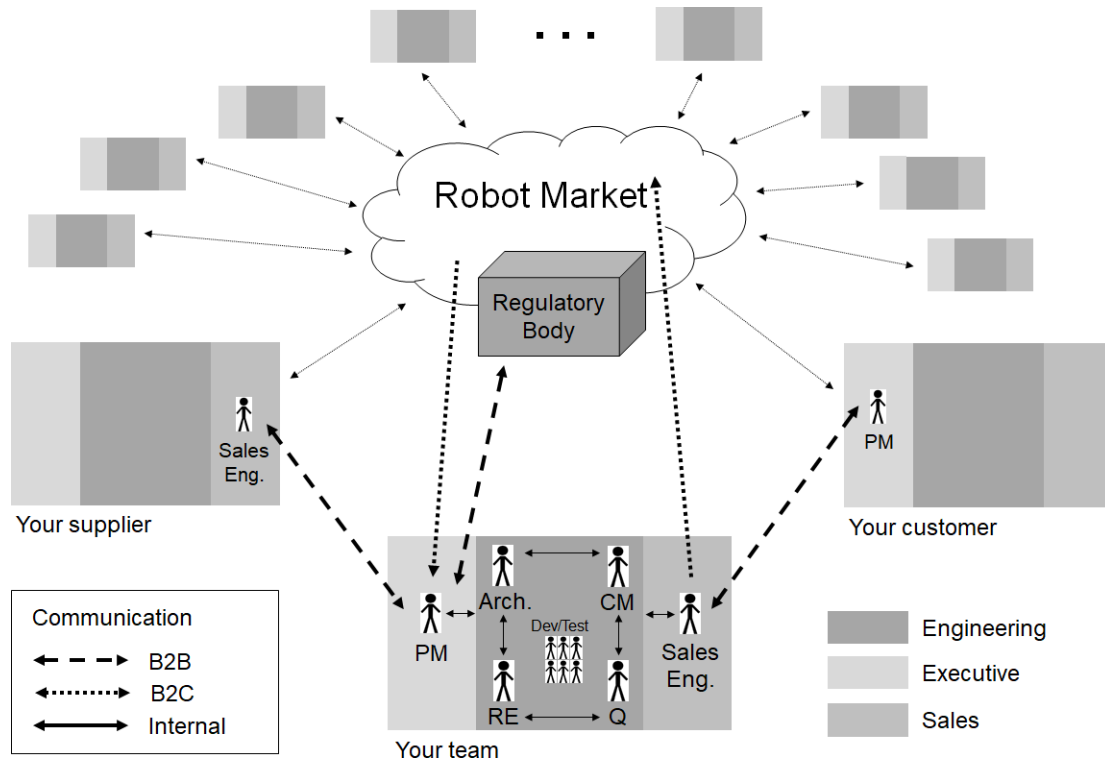 . . .
Robot Market
Regulatory
Body
Sales
Eng.
Your supplier
PM
Your customer
Arch.
CM
Dev/Test
PM
Sales
Eng.
RE
Q
Your team
Communication
B2B
B2C
Internal
Engineering
Executive
Sales